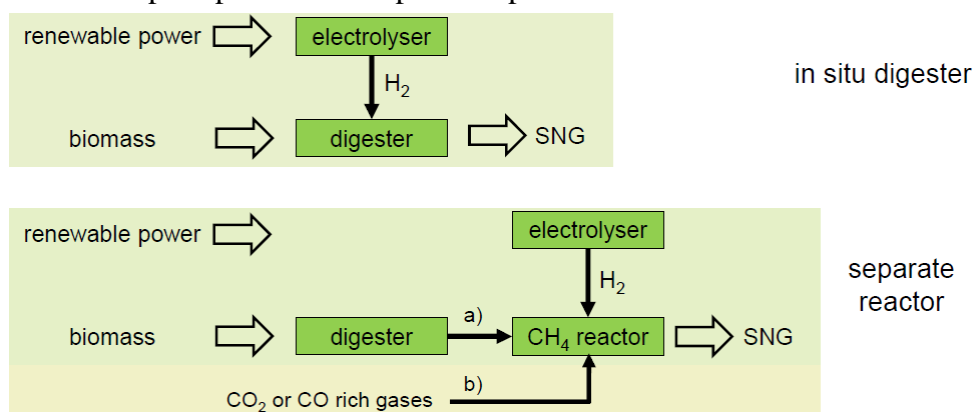 renewable power
electrolyser
in situ digester
H2
biomass
digester
SNG
renewable power
electrolyser
separate
reactor
H2
biomass
digester
a)
CH4 reactor
SNG
b)
CO2 or CO rich gases